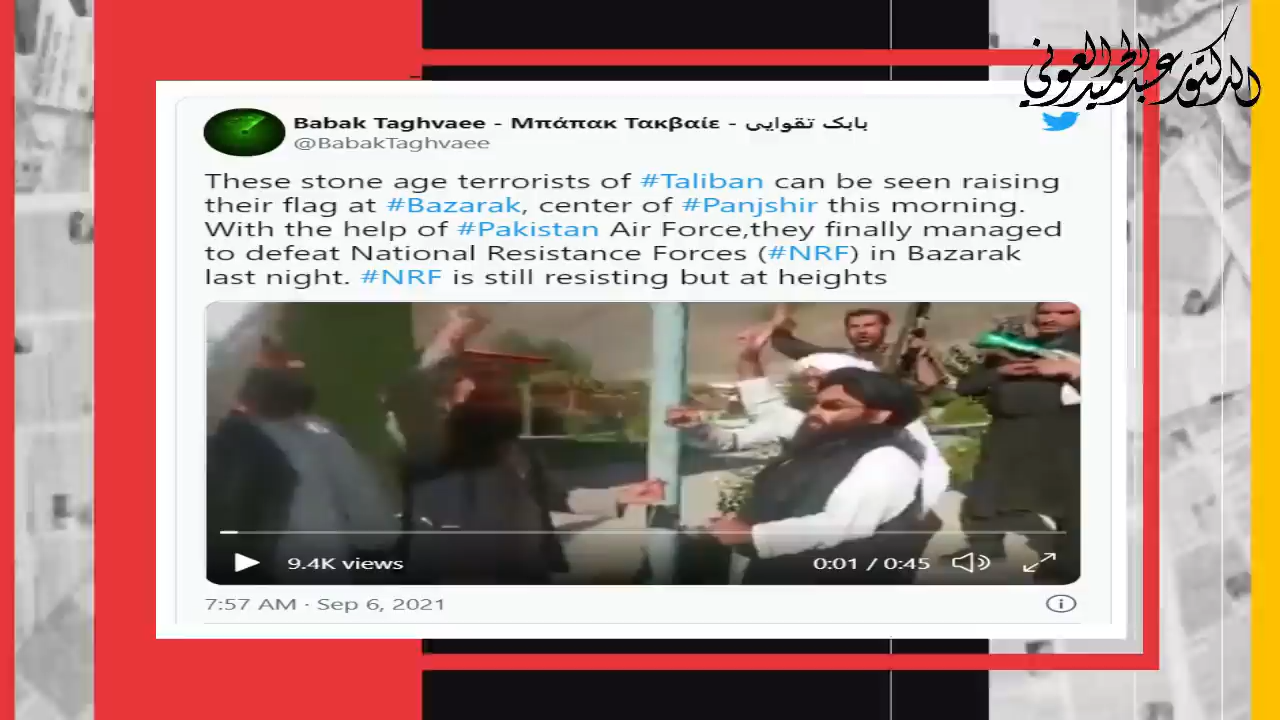 الدكتور عبد الحميد العوني
Babak Taghvaee - Μπάπακ Τακβαίε - بابک تقوایی
@BabakTaghvaee
These stone age terrorists of #Taliban can be seen raising
their flag at #Bazarak, center of #Panjshir this morning.
With the help of #Pakistan Air Force,they finally managed
to defeat National Resistance Forces (#NRF) in Bazarak
last night. #NRF is still resisting but at heights
9.4K views
0:01 / 0:45
7:57 AM · Sep 6, 2021